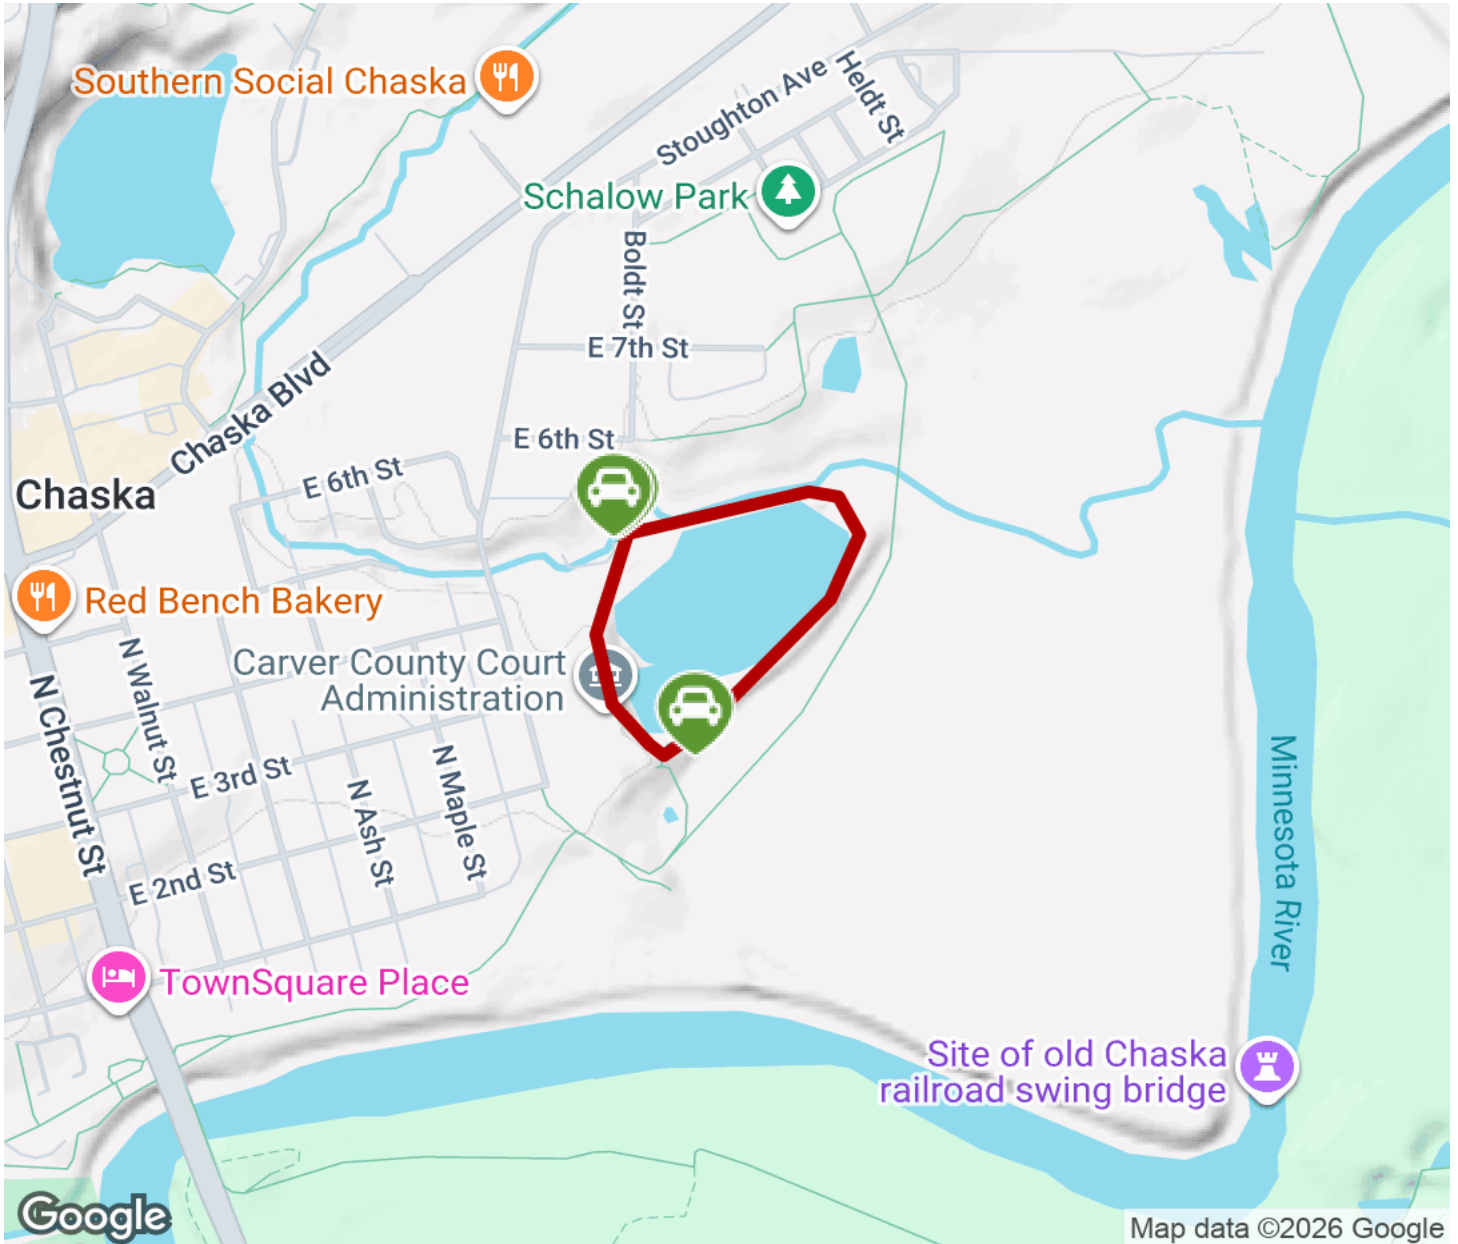 Southern Social Chaska
Stoughton Ave
Heldt St
Schalow Park
Boldt St
E 7th St
Chaska Blvd
E 6th St
E 6th St
Chaska
Red Bench Bakery
N Walnut St
Carver County Court
Administration
N Chestnut St
E 3rd St
N Maple St
N Ash St
Minnesota River
E 2nd St
TownSquare Place
Site of old Chaska
railroad swing bridge
Google
Map data ©2026 Google